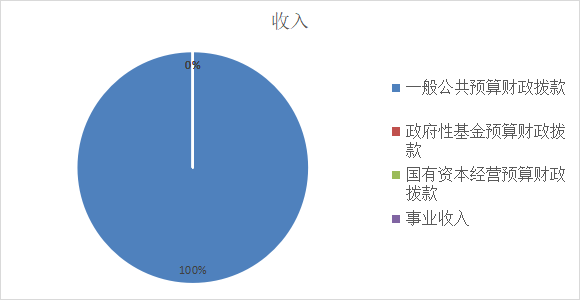 收入
0%
100%
一般公共预算财政拨款
政府性基金预算财政拨
款
国有资本经营预算财政
拨款
事业收入